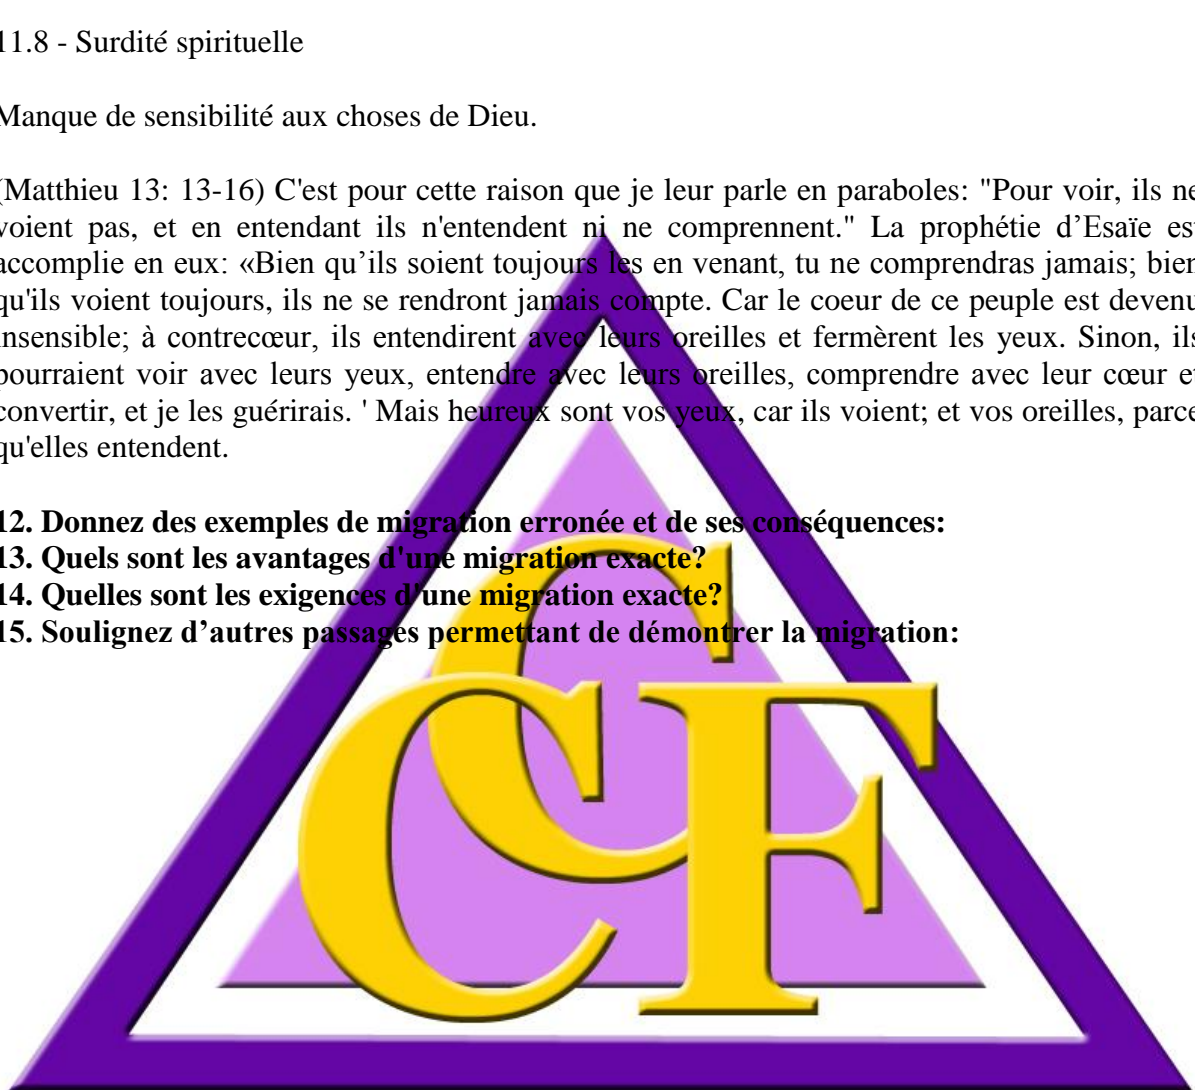 11.8 - Surdité spirituelle
Manque de sensibilité aux choses de Dieu.
(Matthieu 13: 13-16) C'est pour cette raison que je leur parle en paraboles: "Pour voir, ils ne
voient pas, et en entendant ils n'entendent ni ne comprennent." La prophétie d’Esaïe est
accomplie en eux: «Bien qu’ils soient toujours les en venant, tu ne comprendras jamais; bien
qu'ils voient toujours, ils ne se rendront jamais compte. Car le coeur de ce peuple est devenu
insensible; à contrecœur, ils entendirent avec leurs oreilles et fermèrent les yeux. Sinon, ils
pourraient voir avec leurs yeux, entendre avec leurs oreilles, comprendre avec leur cœur et
convertir, et je les guérirais. ' Mais heureux sont vos yeux, car ils voient; et vos oreilles, parce
qu'elles entendent.
12. Donnez des exemples de migration erronée et de ses conséquences:
13. Quels sont les avantages d'une migration exacte?
14. Quelles sont les exigences d'une migration exacte?
15. Soulignez d’autres passages permettant de démontrer la migration:
CCF